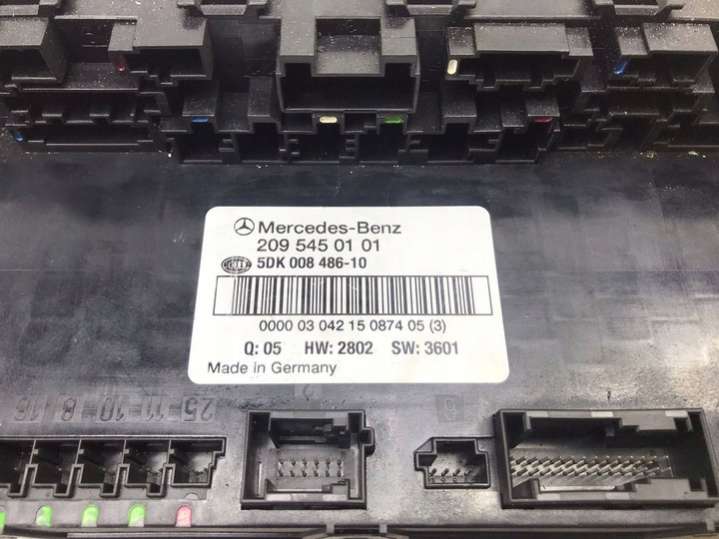 Mercedes-Benz
209 545 01 01
5DK 008 486-10
0000 03 042 15 0874 05 (3)
Q: 05 HW: 2802 SW: 3601
Made in Germany